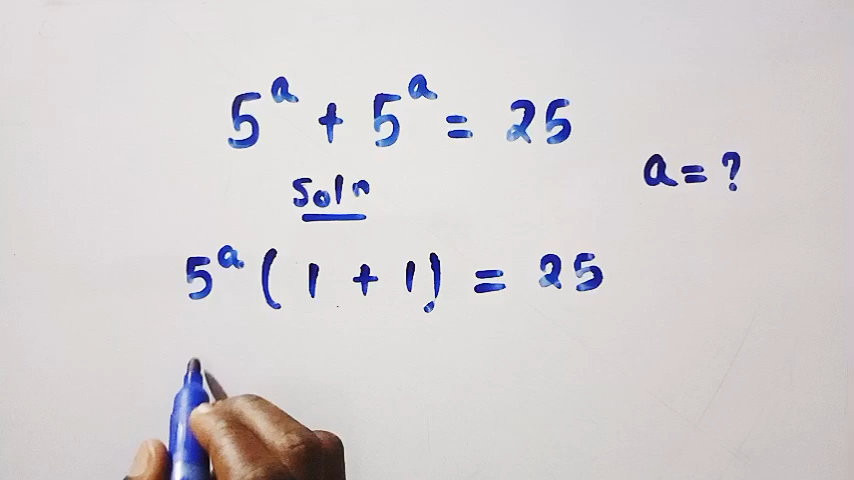 5^a + 5^a = 25
a = ?
Soln
5^a (1 + 1) = 25